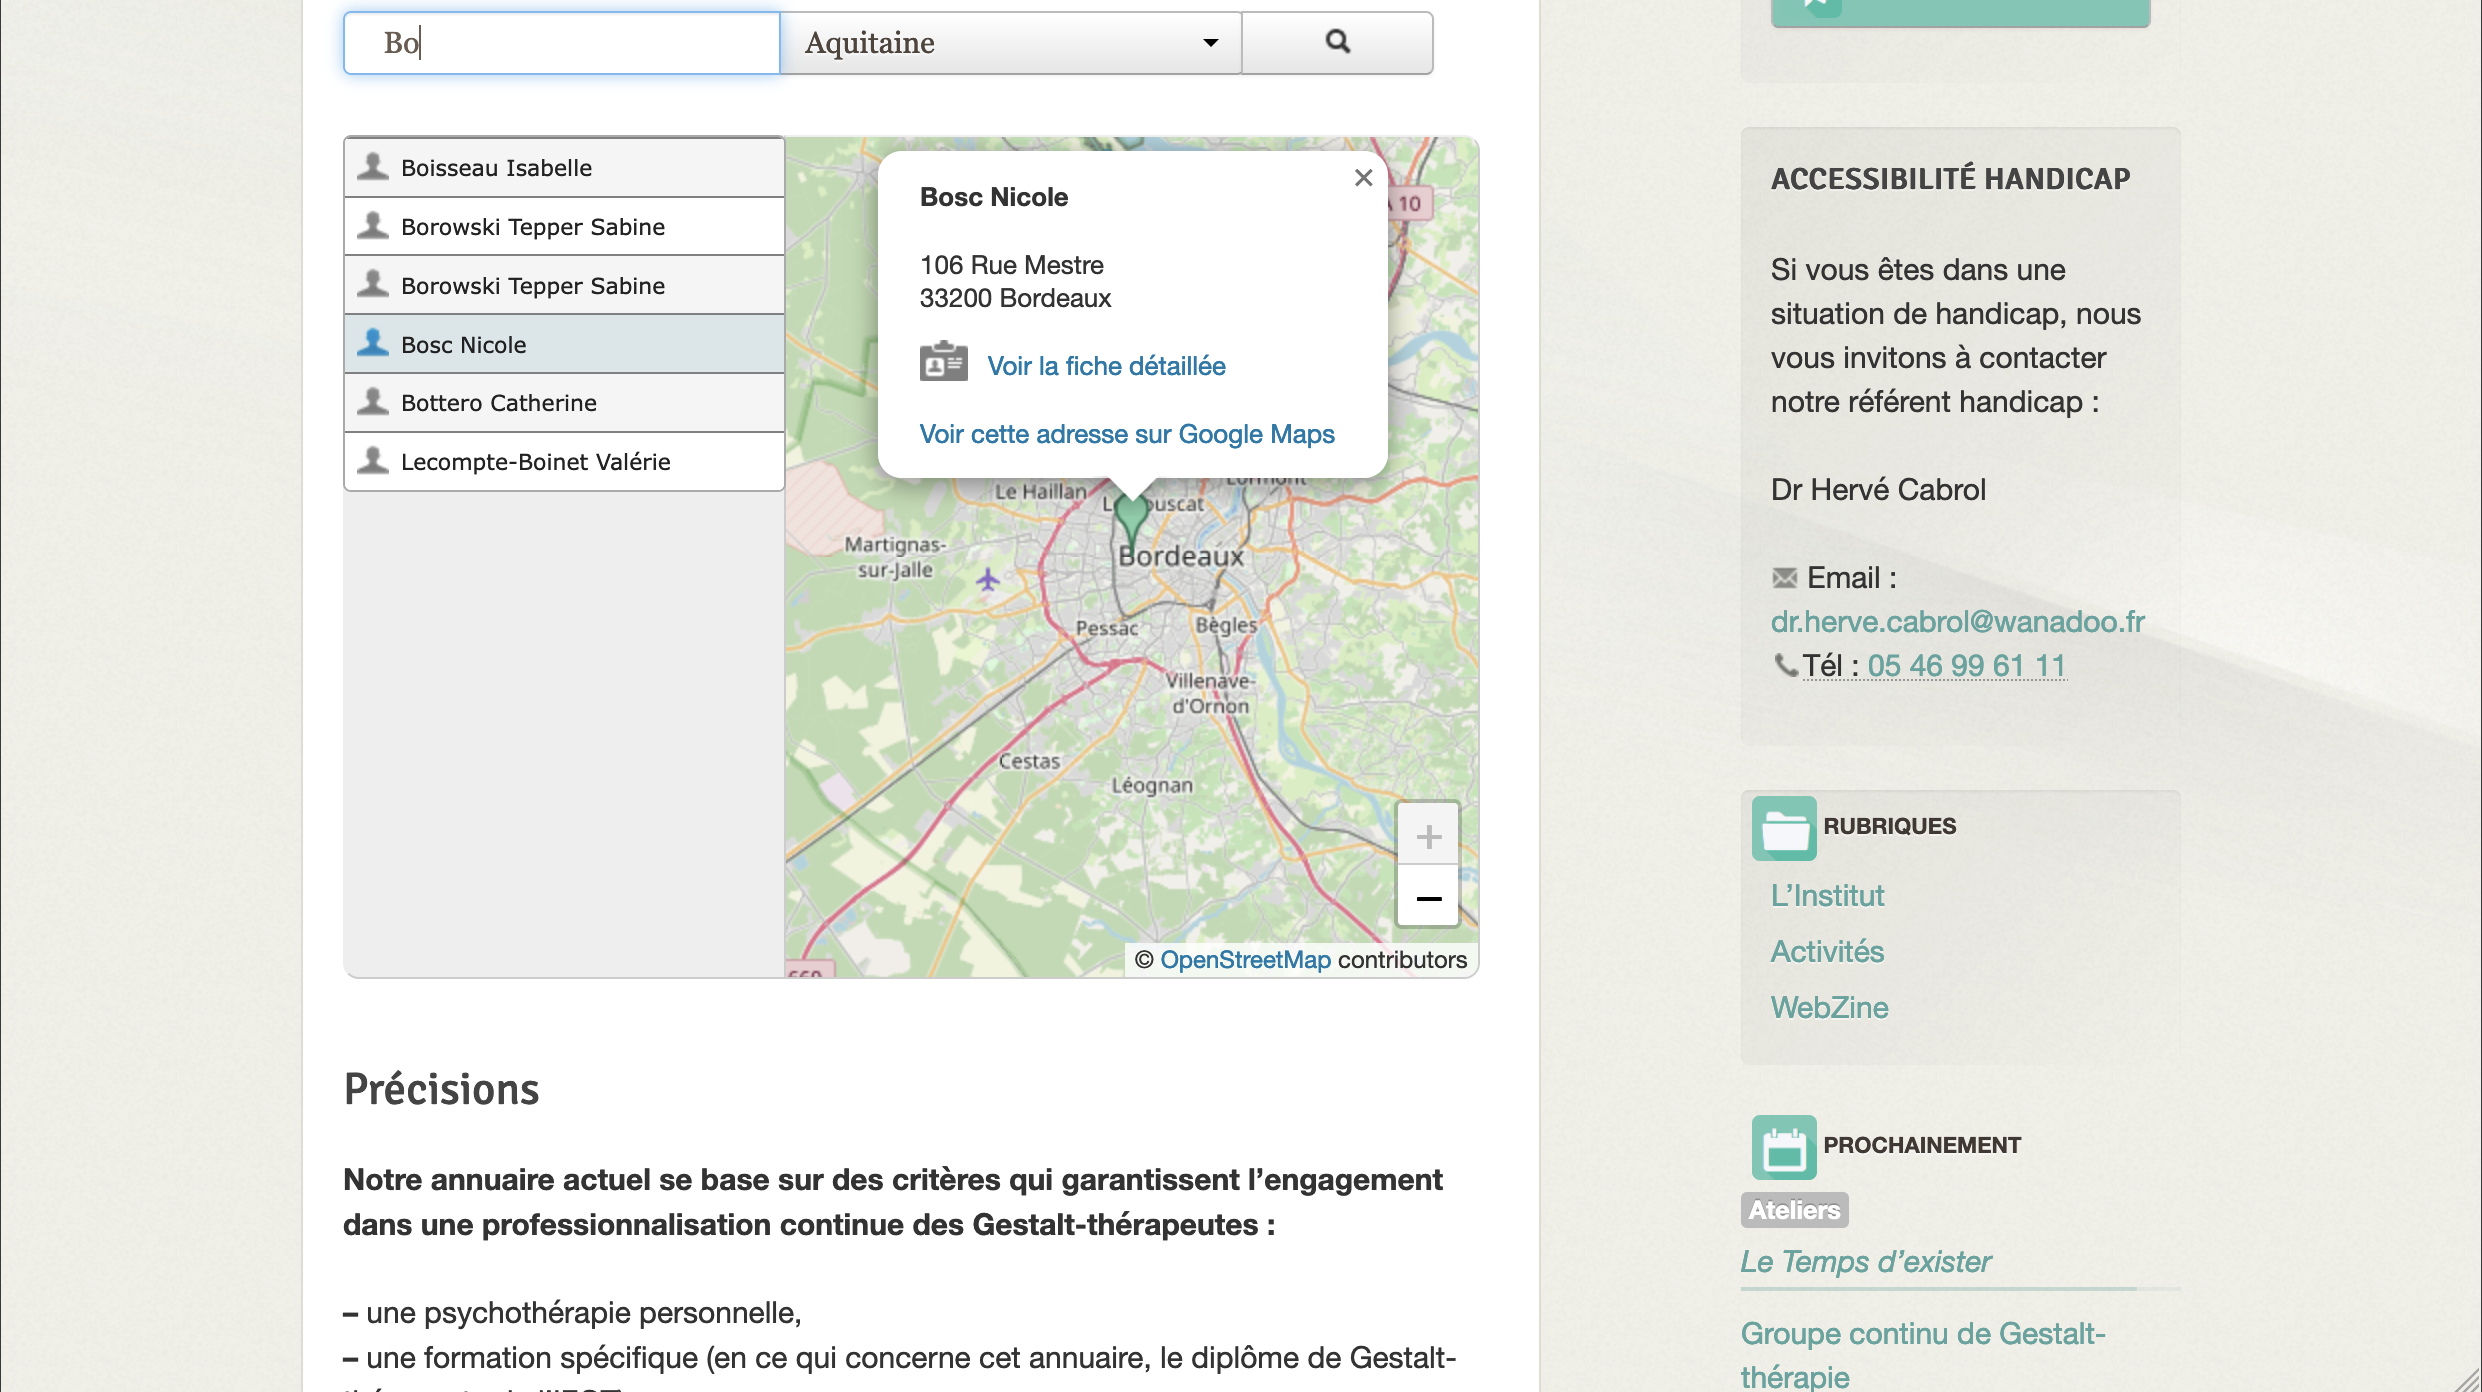 Bo
Aquitaine
Boisseau Isabelle
Borowski Tepper Sabine
Borowski Tepper Sabine
Bosc Nicole
Bottero Catherine
Lecompte-Boinet Valérie
Bosc Nicole
106 Rue Mestre
33200 Bordeaux
Voir la fiche détaillée
Voir cette adresse sur Google Maps
A 10
Le Haillan
Lormont
Bordeaux
Martignas-
sur-Jalle
Pessac
Bègles
Villenave-
d'Ornon
Cestas
Léognan
+
−
© OpenStreetMap contributors
Précisions
Notre annuaire actuel se base sur des critères qui garantissent l’engagement
dans une professionnalisation continue des Gestalt-thérapeutes :
– une psychothérapie personnelle,
– une formation spécifique (en ce qui concerne cet annuaire, le diplôme de Gestalt-
ACCESSIBILITÉ HANDICAP
Si vous êtes dans une
situation de handicap, nous
vous invitons à contacter
notre référent handicap :
Dr Hervé Cabrol
Email :
dr.herve.cabrol@wanadoo.fr
Tél : 05 46 99 61 11
RUBRIQUES
L’Institut
Activités
WebZine
PROCHAINEMENT
Ateliers
Le Temps d’exister
Groupe continu de Gestalt-
thérapie